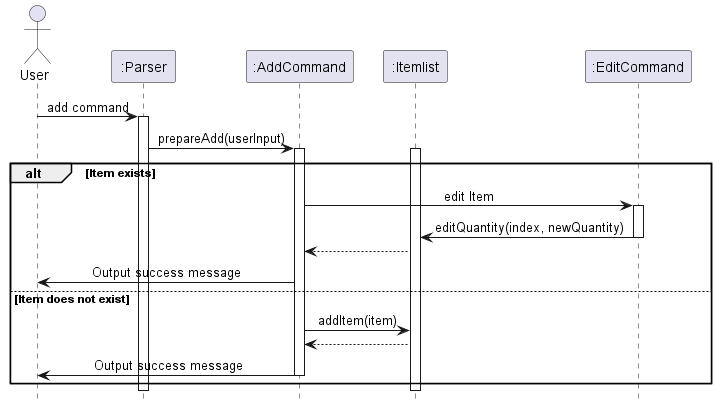 User
:Parser
:AddCommand
:Itemlist
:EditCommand
add command
prepareAdd(userInput)
alt
[Item exists]
edit Item
editQuantity(index, newQuantity)
Output success message
[Item does not exist]
addItem(item)
Output success message